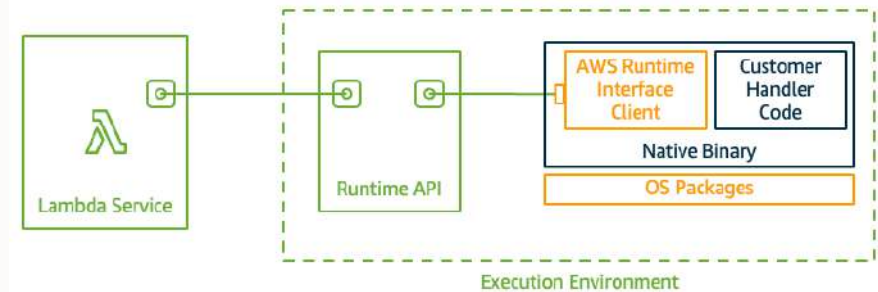 Lambda Service
Runtime API
AWS Runtime
Interface
Client
Customer
Handler
Code
Native Binary
OS Packages
Execution Environment